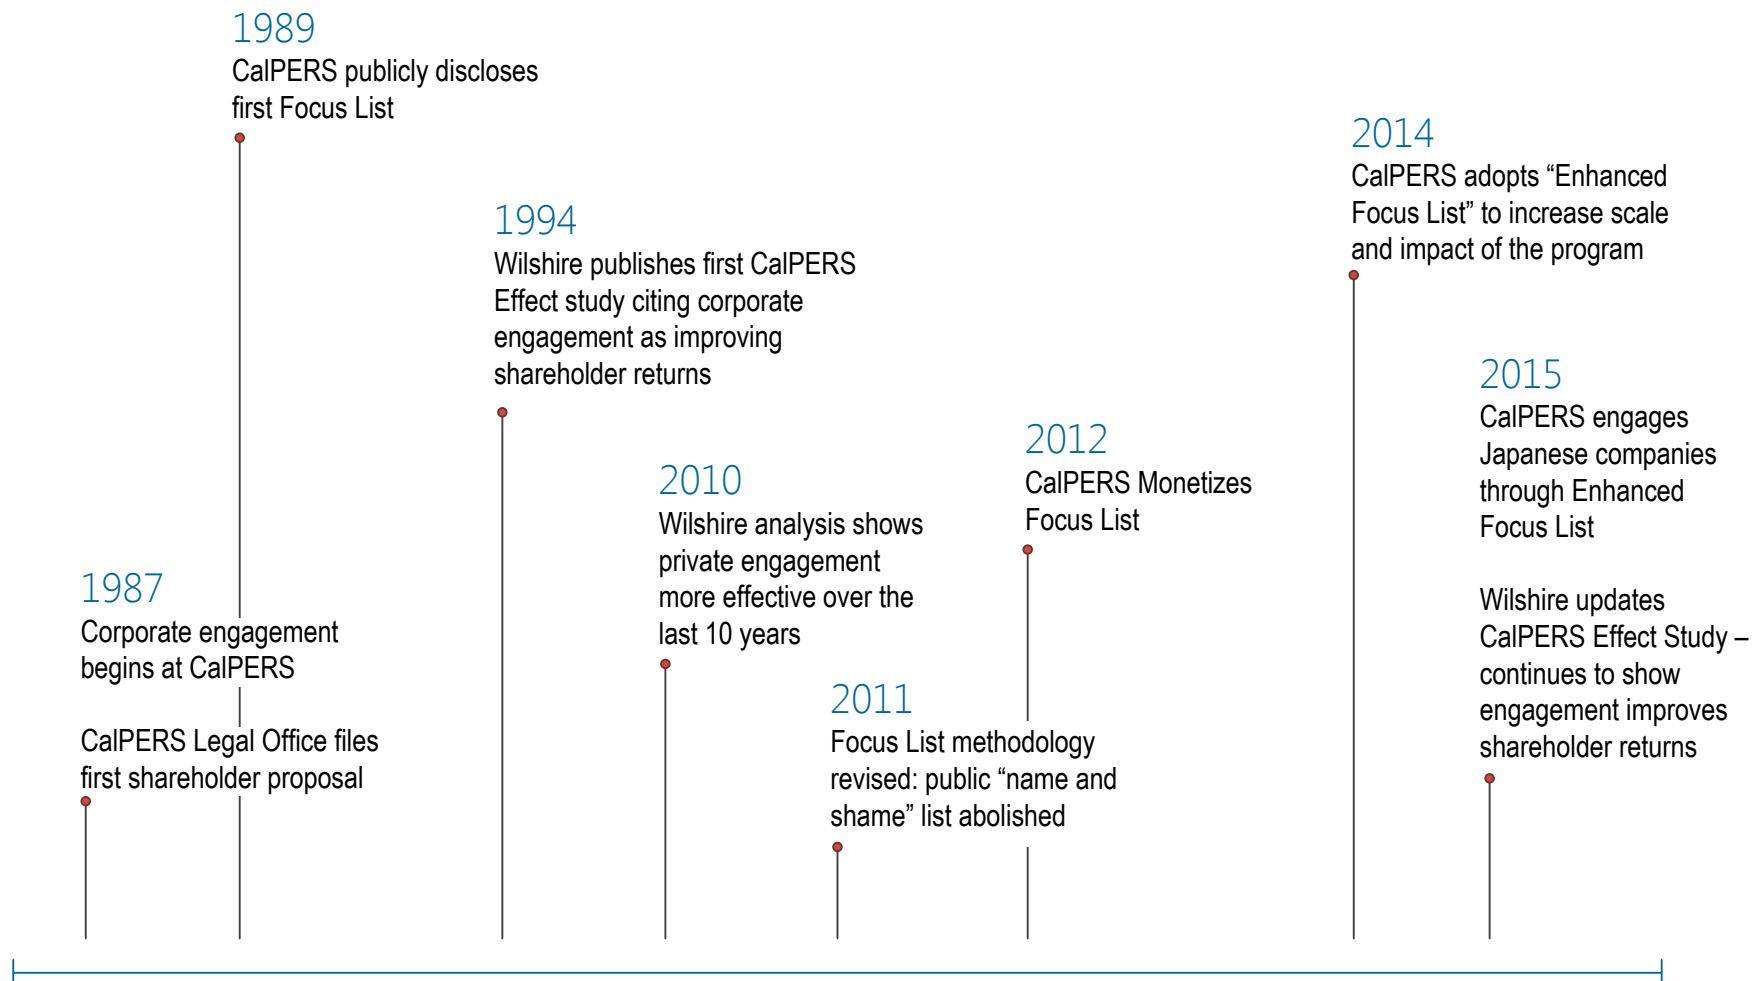 1989
CalPERS publicly discloses
first Focus List
2014
CalPERS adopts “Enhanced
Focus List” to increase scale
and impact of the program
1994
Wilshire publishes first CalPERS
Effect study citing corporate
engagement as improving
shareholder returns
2015
CalPERS engages
Japanese companies
through Enhanced
Focus List
Wilshire updates
CalPERS Effect Study –
continues to show
engagement improves
shareholder returns
2012
CalPERS Monetizes
Focus List
2010
Wilshire analysis shows
private engagement
more effective over the
last 10 years
1987
Corporate engagement
begins at CalPERS
CalPERS Legal Office files
first shareholder proposal
2011
Focus List methodology
revised: public “name and
shame” list abolished